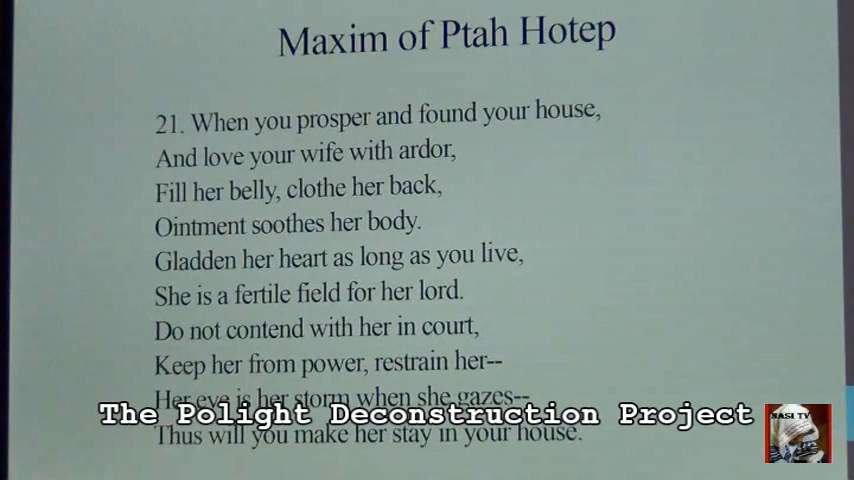 Maxim of Ptah Hotep
21. When you prosper and found your house,
And love your wife with ardor,
Fill her belly, clothe her back,
Ointment soothes her body.
Gladden her heart as long as you live,
She is a fertile field for her lord.
Do not contend with her in court,
Keep her from power, restrain her--
Her eye is her storm when she gazes--
The Polight Deconstruction Project
NASI TV
Thus will you make her stay in your house.